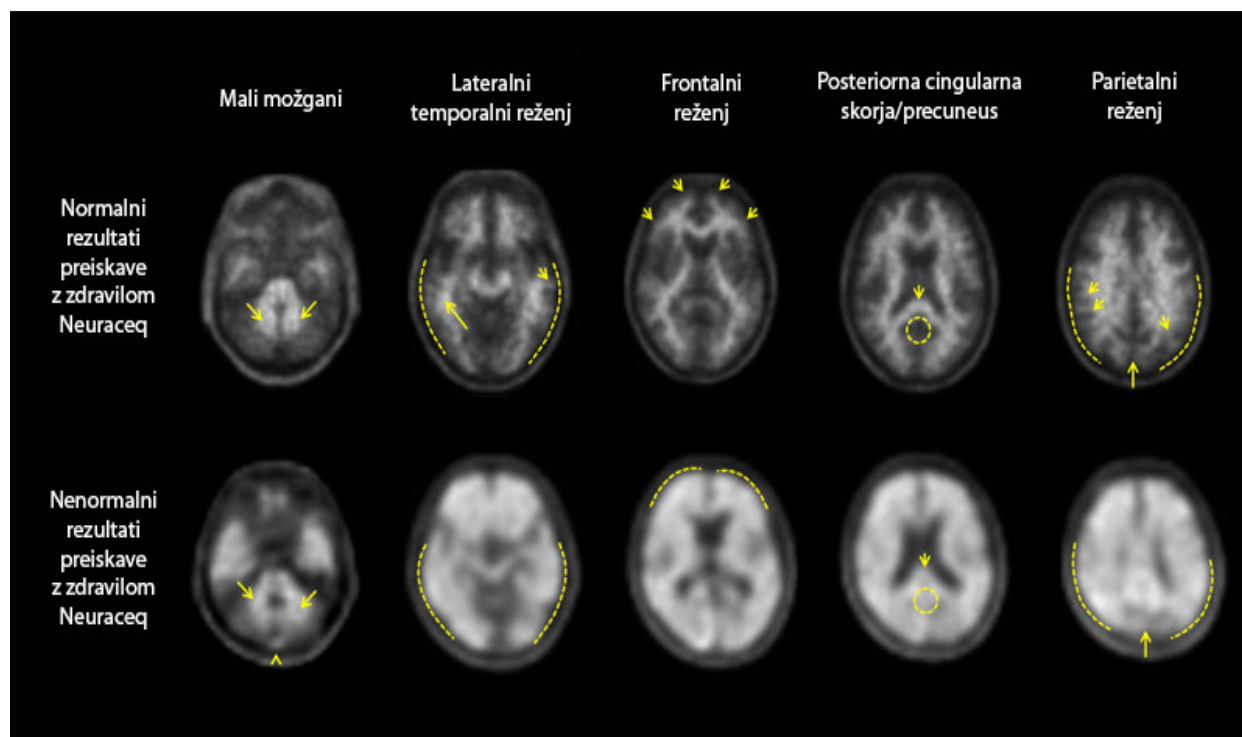 Mali možgani
Lateralni
temporalni reženj
Frontalni
reženj
Posteriorna cingularna
skorja/precuneus
Parietalni
reženj
Normalni
rezultati
preiskave
z zdravilom
Neuraceq
Nenormalni
rezultati
preiskave
z zdravilom
Neuraceq